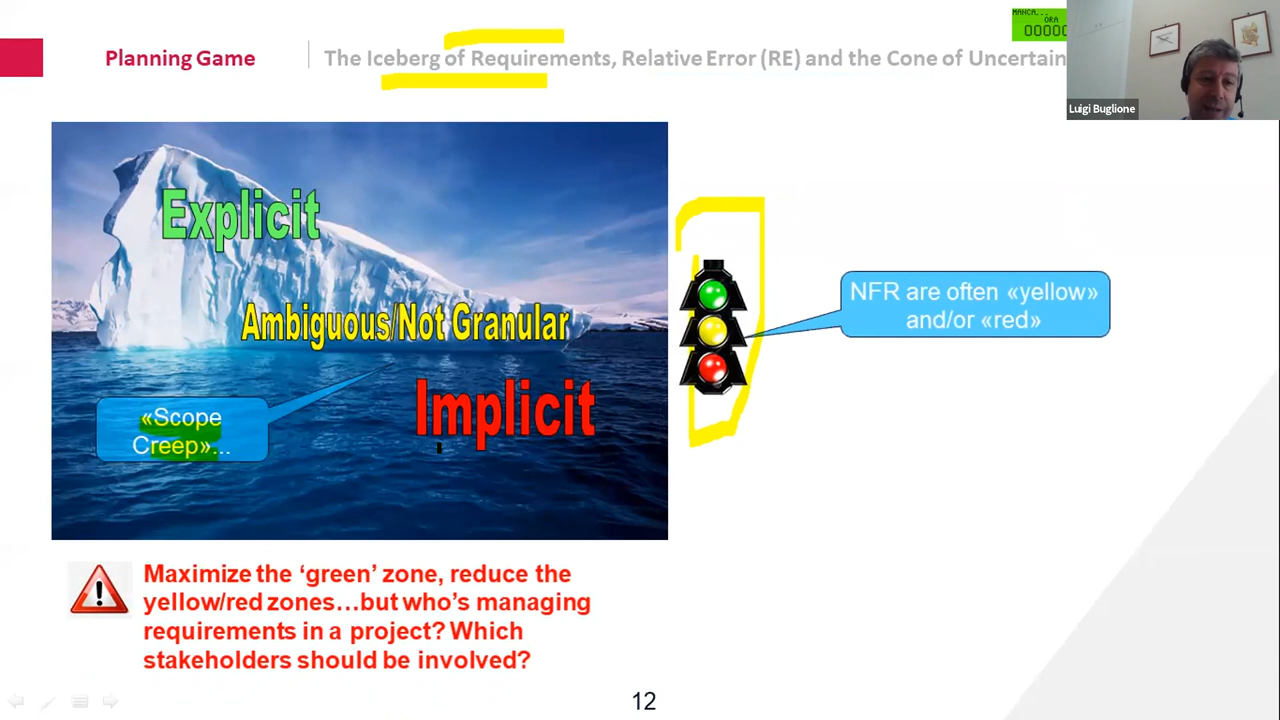 MANCA...
ORA
Planning Game
The Iceberg of Requirements, Relative Error (RE) and the Cone of Uncertain
Luigi Buglione
Explicit
Ambiguous/Not Granular
Implicit
«Scope
Creep»...
NFR are often «yellow»
and/or «red»
Maximize the ‘green’ zone, reduce the
yellow/red zones…but who’s managing
requirements in a project? Which
stakeholders should be involved?
12